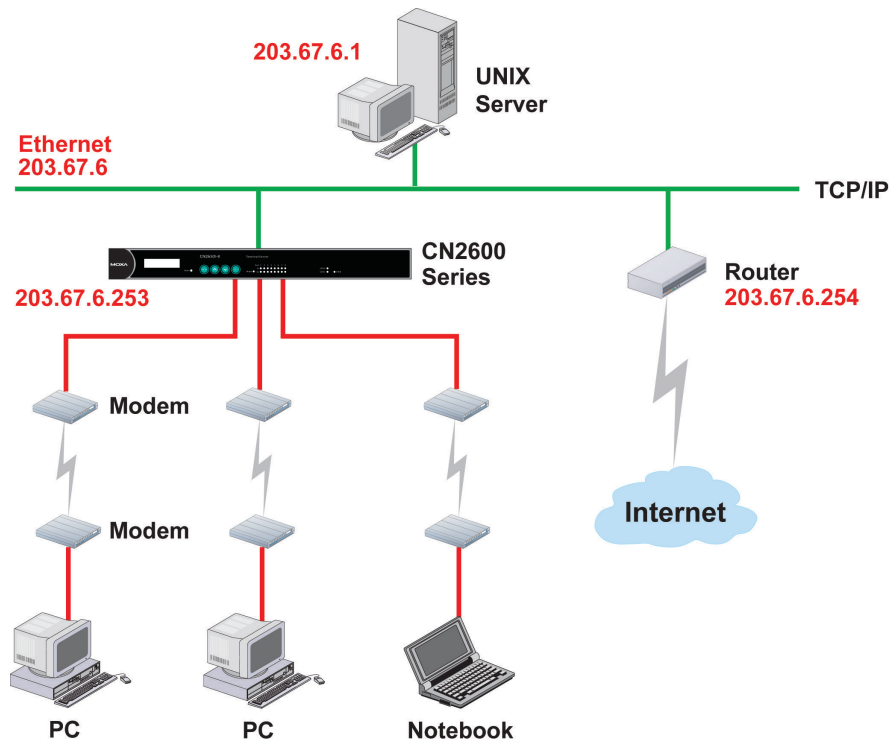 203.67.6.1
UNIX
Server
Ethernet
203.67.6
TCP/IP
MOXA
CN2600
Series
203.67.6.253
Router
203.67.6.254
Modem
Modem
Internet
PC
PC
Notebook